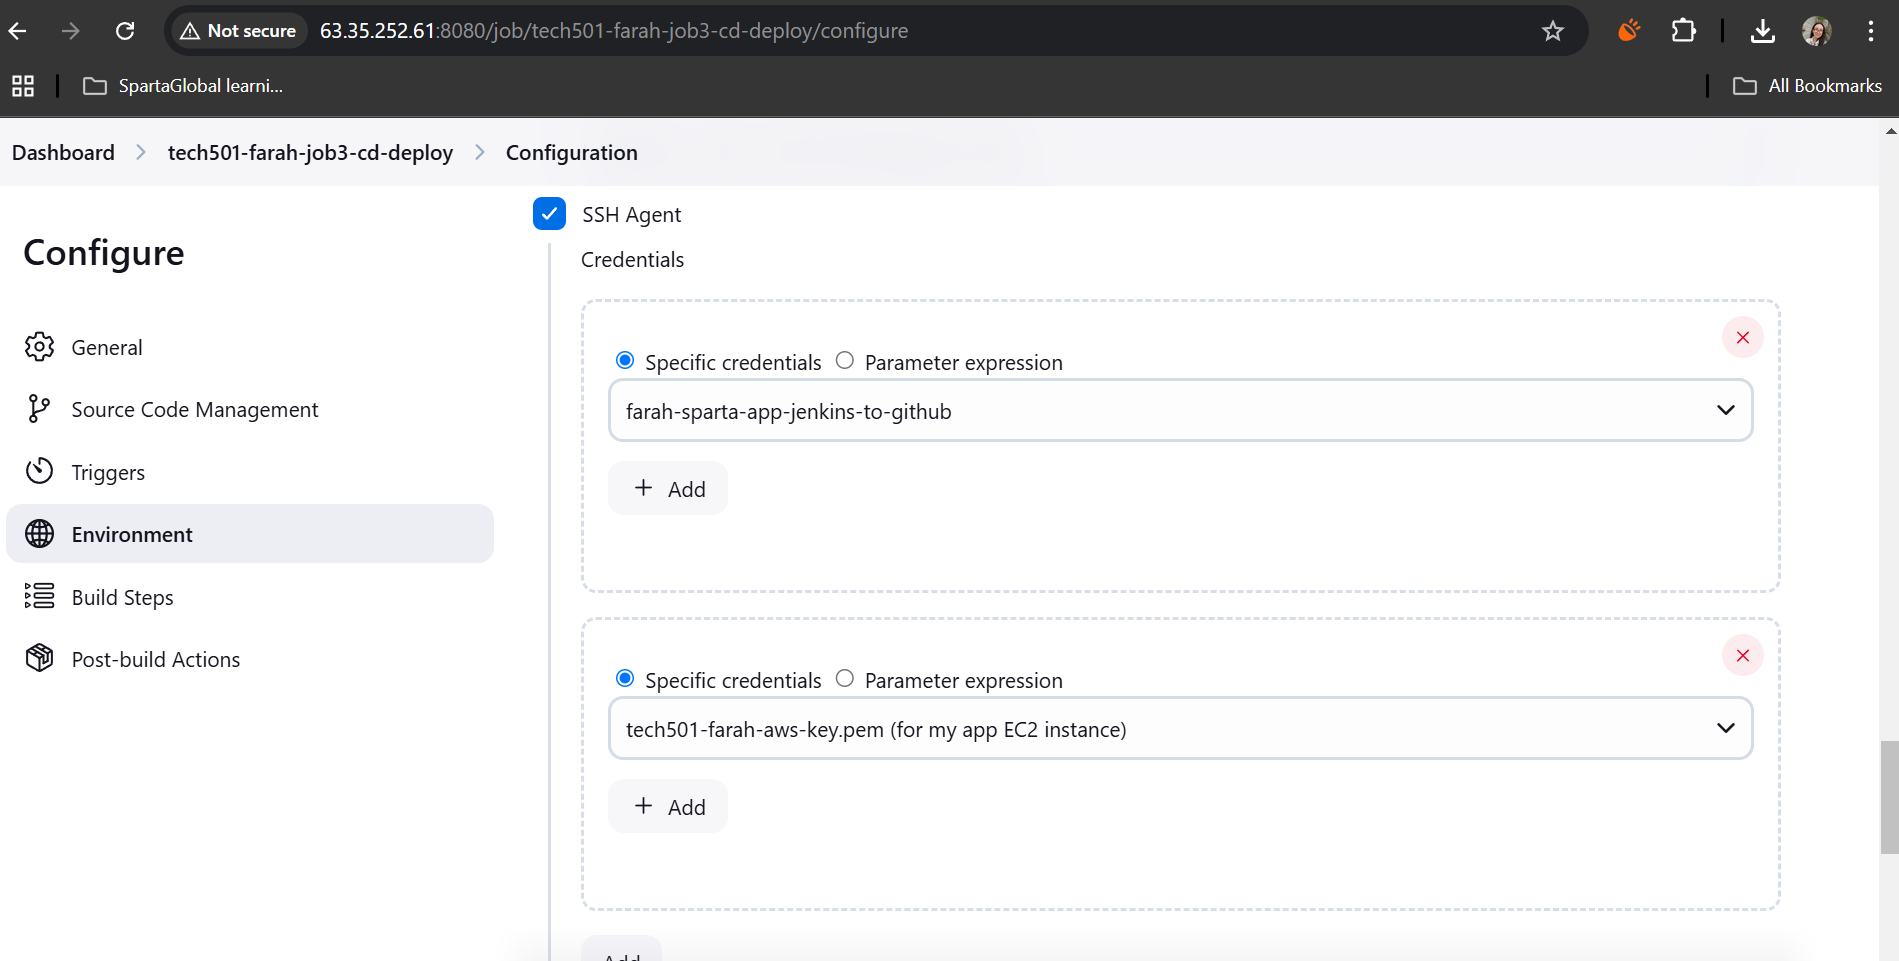 Not secure 63.35.252.61:8080/job/tech501-farah-job3-cd-deploy/configure
SpartaGlobal learni...
All Bookmarks
Dashboard > tech501-farah-job3-cd-deploy > Configuration
Configure
General
Source Code Management
Triggers
Environment
Build Steps
Post-build Actions
SSH Agent
Credentials
Specific credentials Parameter expression
farah-sparta-app-jenkins-to-github
+ Add
Specific credentials Parameter expression
tech501-farah-aws-key.pem (for my app EC2 instance)
+ Add
Add